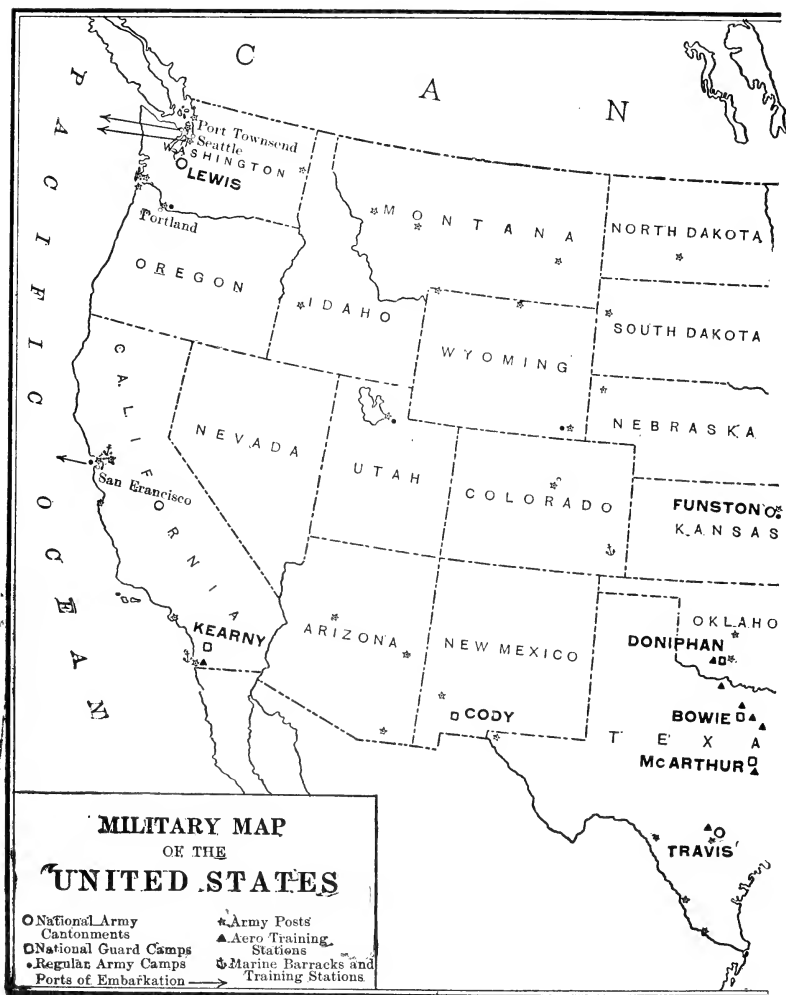 C A N
PACIFIC OCEAN
Port Townsend
Seattle
WASHINGTON
LEWIS
Portland
OREGON
MONTANA
NORTH DAKOTA
IDAHO
SOUTH DAKOTA
WYOMING
NEBRASKA
CALIFORNIA
NEVADA
UTAH
COLORADO
San Francisco
FUNSTON
KANSAS
KEARNY
ARIZONA
NEW MEXICO
OKLAHO
DONIPHAN
CODY
BOWIE
TEXA
McARTHUR
TRAVIS
MILITARY MAP
OF THE
UNITED STATES
National Army
Cantonments
National Guard Camps
Regular Army Camps
Ports of Embarkation
Army Posts
Aero Training
Stations
Marine Barracks and
Training Stations